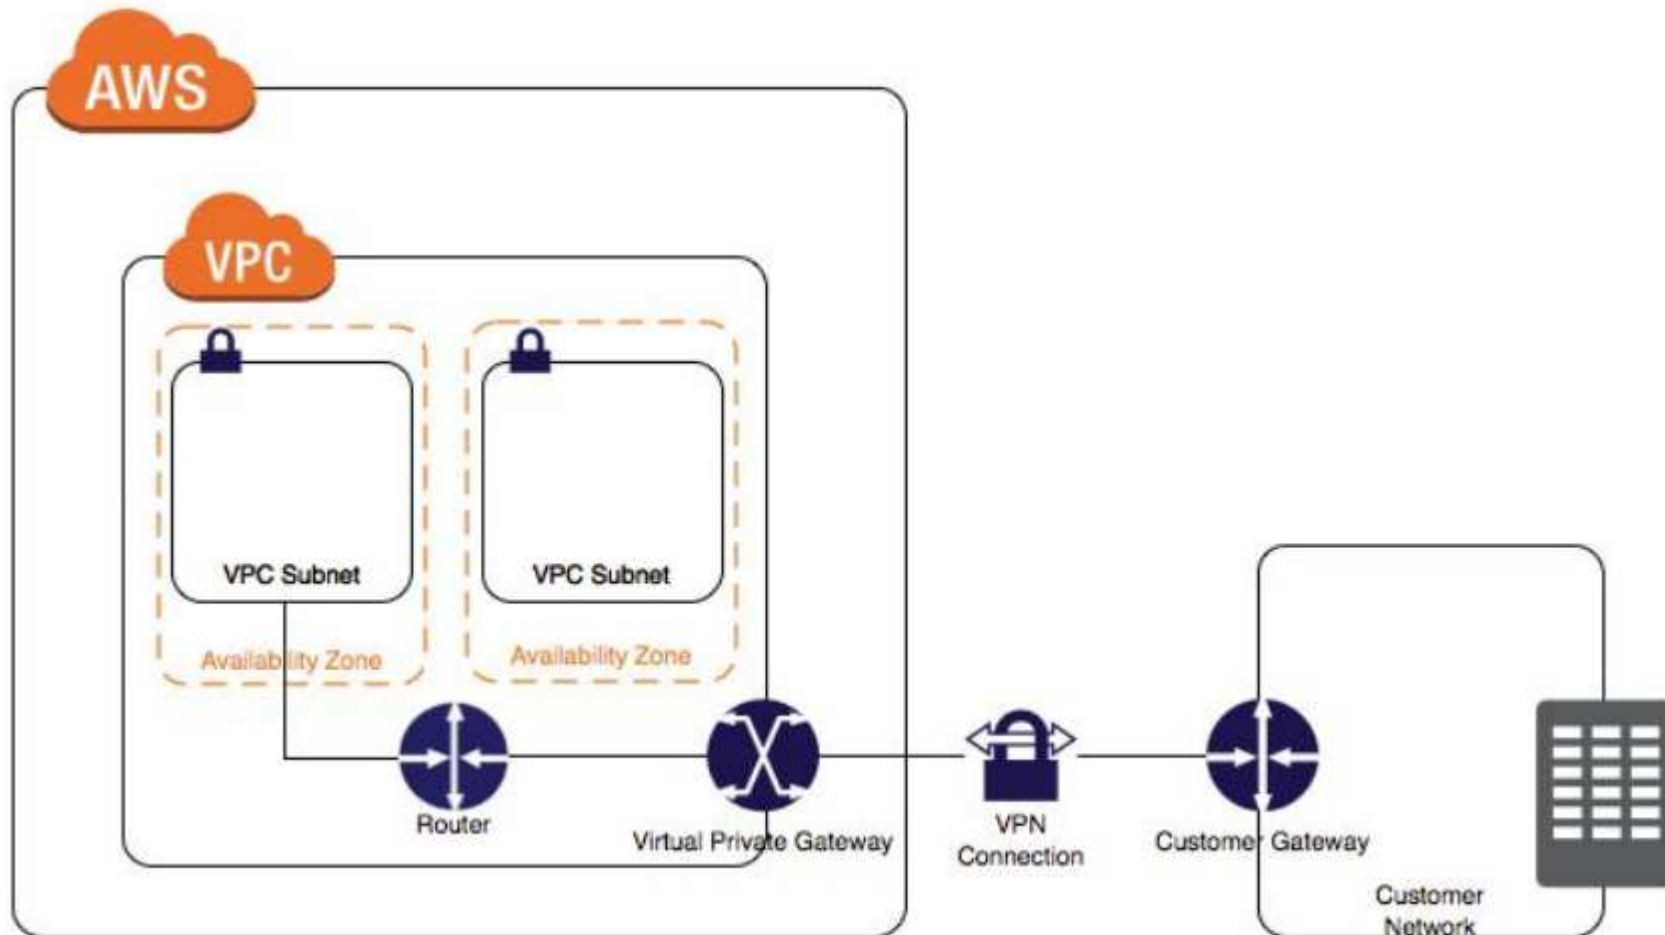 AWS
VPC
VPC Subnet
VPC Subnet
Availability Zone
Availability Zone
Router
Virtual Private Gateway
VPN
Connection
Customer Gateway
Customer
Network